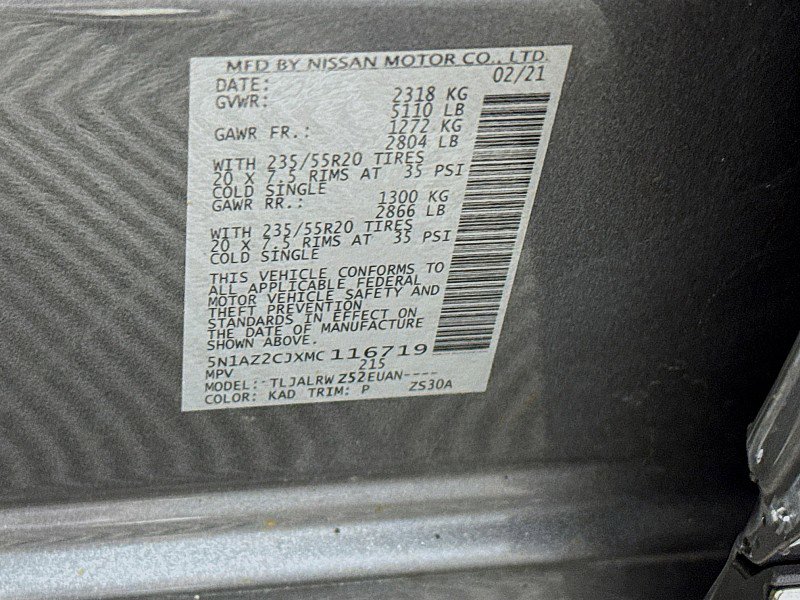 MFD BY NISSAN MOTOR CO., LTD.
DATE: 02/21
GVWR: 2318 KG
5110 LB
GAWR FR.: 1272 KG
2804 LB
WITH 235/55R20 TIRES
20 X 7.5 RIMS AT 35 PSI
COLD SINGLE
GAWR RR.: 1300 KG
2866 LB
WITH 235/55R20 TIRES
20 X 7.5 RIMS AT 35 PSI
COLD SINGLE
THIS VEHICLE CONFORMS TO
ALL APPLICABLE FEDERAL
MOTOR VEHICLE SAFETY AND
THEFT PREVENTION
STANDARDS IN EFFECT ON
THE DATE OF MANUFACTURE
SHOWN ABOVE.
5N1AZ2CJXMC 116719
MPV 215
MODEL: TLJALRW Z52EUAN----
COLOR: KAD TRIM: P ZS30A